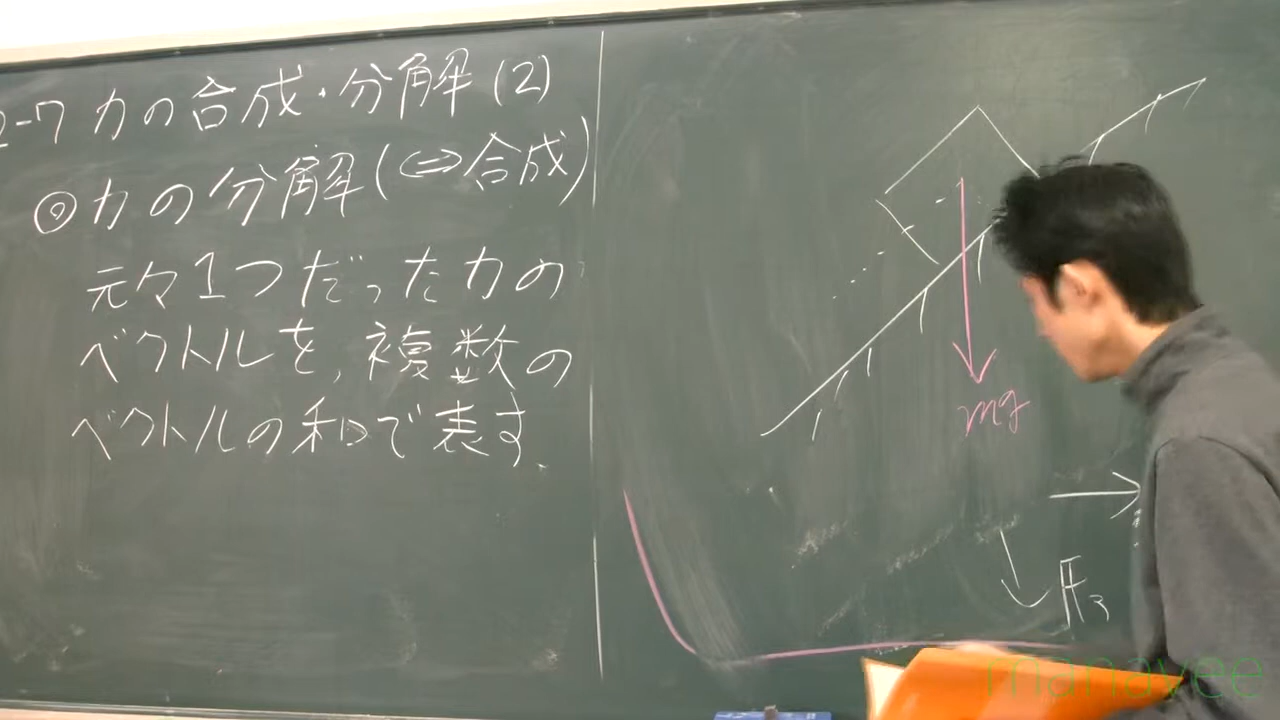 2-7 力の合成・分解(2)
◎力の分解(⇔合成)
元々1つだった力の
ベクトルを,複数の
ベクトルの和で表す.
mg
manavee